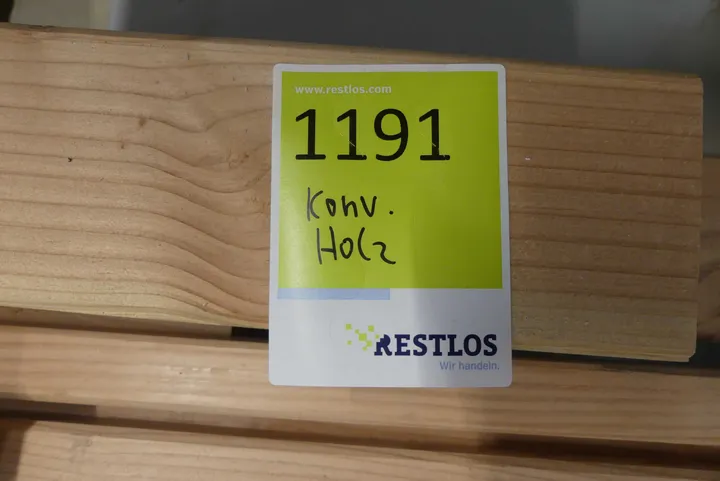 www.restlos.com
1191
Konv.
Holz
RESTLOS
Wir handeln.